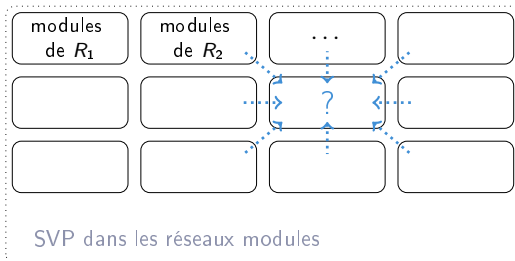 modules
de R₁
modules
de R₂
...
?
SVP dans les réseaux modules